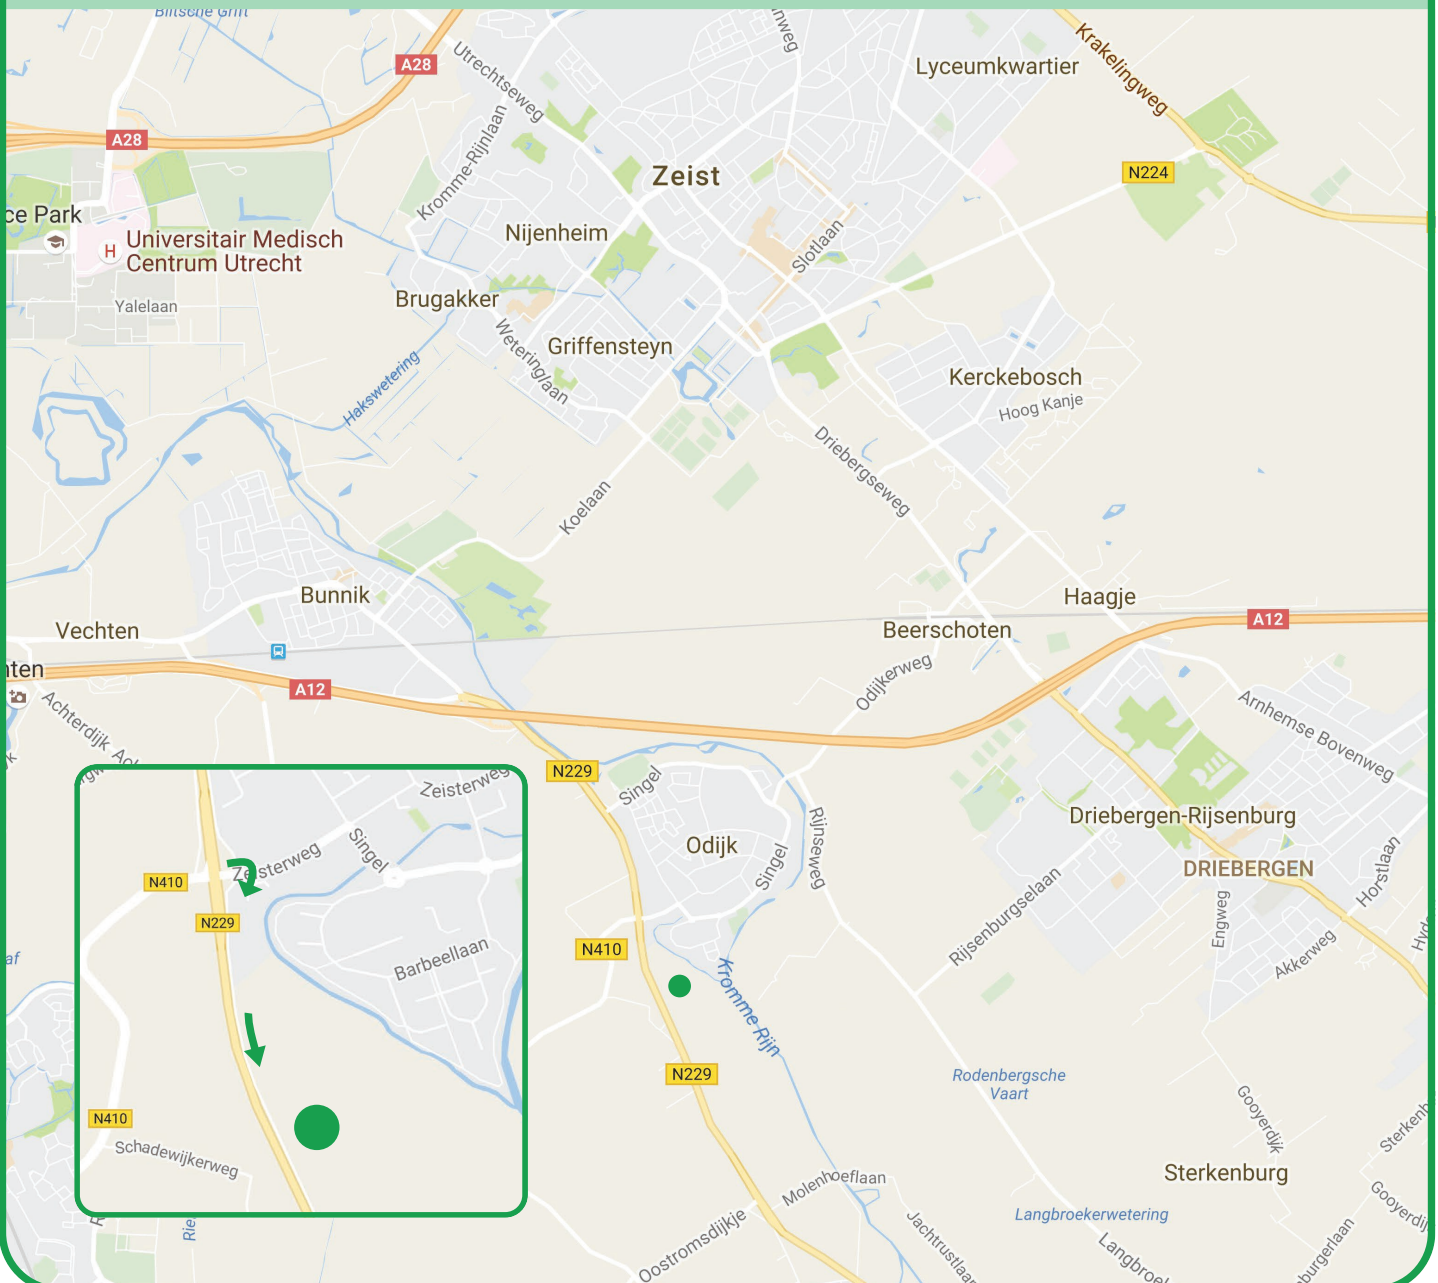 Biltsche Grift
A28
Utrechtseweg
Lyceumkwartier
Krakelingweg
A28
Kromme-Rijnlaan
Zeist
N224
ce Park
Universitair Medisch
Centrum Utrecht
Nijenheim
Slotlaan
Yalelaan
Brugakker
Weteringlaan
Griffensteyn
Hakswetering
Kerckebosch
Hoog Kanje
Driebergseweg
Koelaan
Bunnik
Haagje
Vechten
Beerschoten
A12
A12
Odijkerweg
Achterdijk
Arnhemse Bovenweg
N229
Singel
Rijnseweg
Odijk
Singel
Driebergen-Rijsenburg
DRIEBERGEN
Horstlaan
Rijsenburgselaan
Engweg
Akkerweg
N410
Kromme Rijn
N229
Rodenbergsche
Vaart
Gooyerdijk
Sterkenburg
Molenhoeflaan
Langbroekerwetering
Oostromsdijkje
Zeisterweg
Singel
Zeisterweg
N410
N229
Barbeellaan
N410
Schadewijkerweg